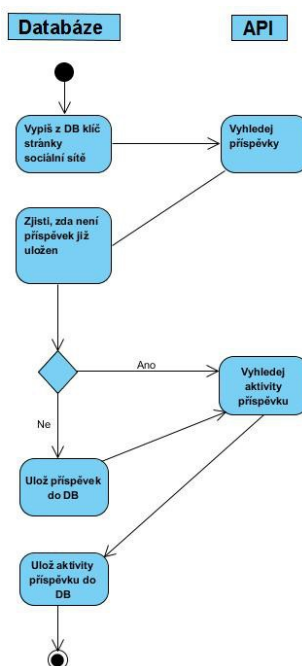 Databáze
API
Vypiš z DB klíč
stránky
sociální sítě
Vyhledej
příspěvky
Zjisti, zda není
příspěvek již
uložen
Ano
Vyhledej
aktivity
příspěvku
Ne
Ulož příspěvek
do DB
Ulož aktivity
příspěvku do
DB